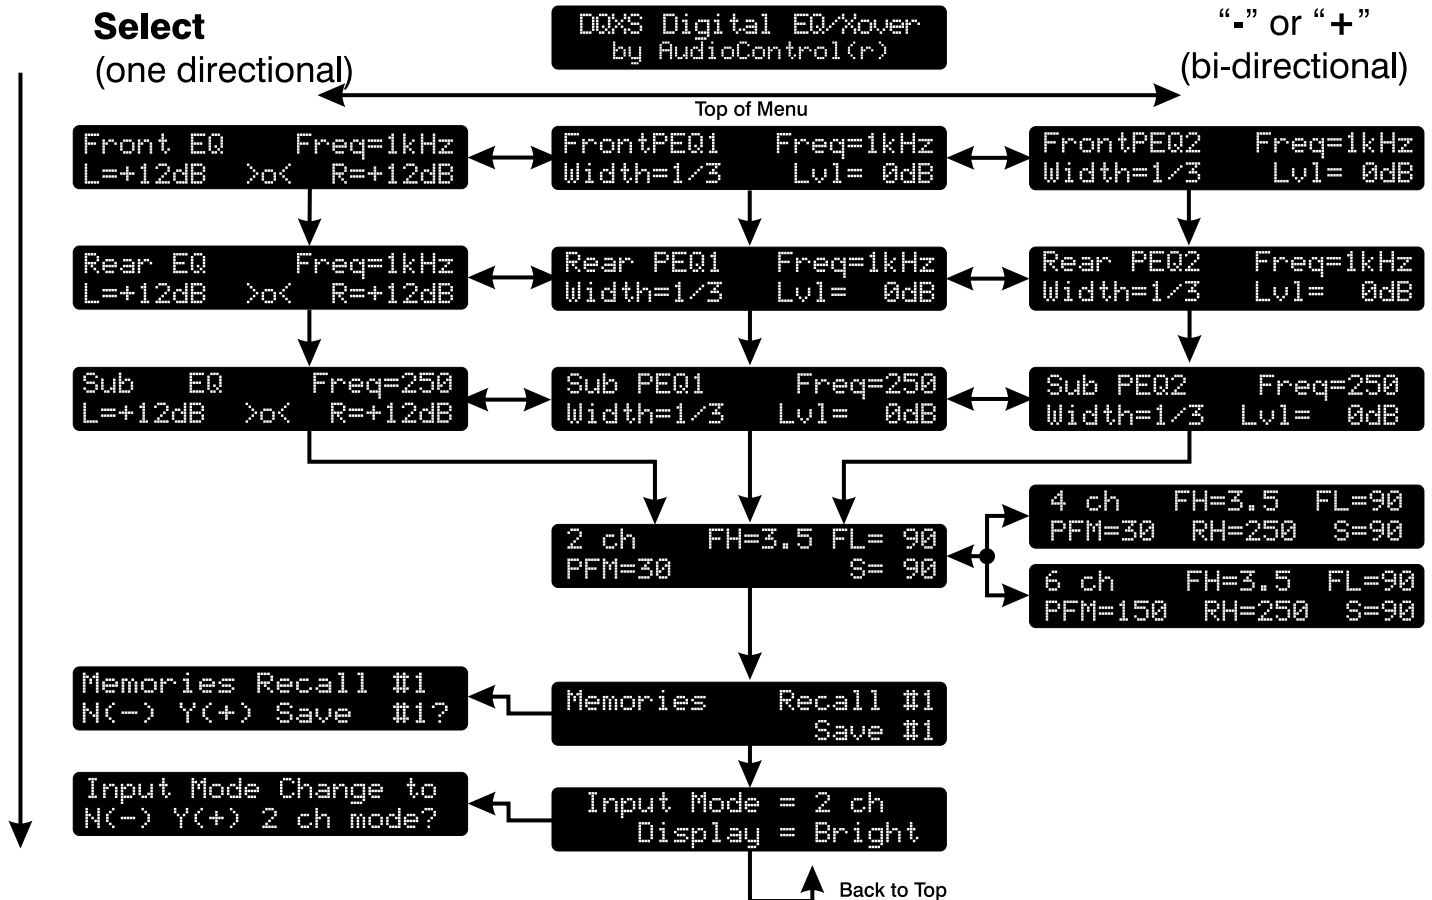 Select
(one directional)
DQXS Digital EQ/Xover
by AudioControl(r)
“-” or “+”
(bi-directional)
Top of Menu
Front EQ Freq=1kHz
L=+12dB >o< R=+12dB
FrontPEQ1 Freq=1kHz
Width=1/3 Lvl= 0dB
FrontPEQ2 Freq=1kHz
Width=1/3 Lvl= 0dB
Rear EQ Freq=1kHz
L=+12dB >o< R=+12dB
Rear PEQ1 Freq=1kHz
Width=1/3 Lvl= 0dB
Rear PEQ2 Freq=1kHz
Width=1/3 Lvl= 0dB
Sub EQ Freq=250
L=+12dB >o< R=+12dB
Sub PEQ1 Freq=250
Width=1/3 Lvl= 0dB
Sub PEQ2 Freq=250
Width=1/3 Lvl= 0dB
2 ch FH=3.5 FL= 90
PFM=30 S= 90
4 ch FH=3.5 FL=90
PFM=30 RH=250 S=90
6 ch FH=3.5 FL=90
PFM=150 RH=250 S=90
Memories Recall #1
N(-) Y(+) Save #1?
Memories Recall #1
Save #1
Input Mode Change to
N(-) Y(+) 2 ch mode?
Input Mode = 2 ch
Display = Bright
Back to Top